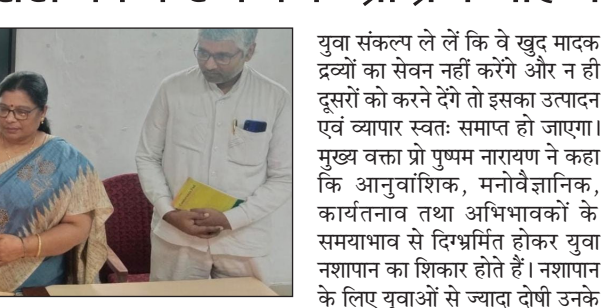 युवा संकल्प ले लें कि वे खुद मादक
द्रव्यों का सेवन नहीं करेंगे और न ही
दूसरों को करने देंगे तो इसका उत्पादन
एवं व्यापार स्वतः समाप्त हो जाएगा।
मुख्य वक्ता प्रो पुष्पम नारायण ने कहा
कि आनुवांशिक, मनोवैज्ञानिक,
कार्यतनाव तथा अभिभावकों के
समयाभाव से दिग्भ्रर्मित होकर युवा
नशापान का शिकार होते हैं। नशापान
के लिए युवाओं से ज्यादा दोषी उनके